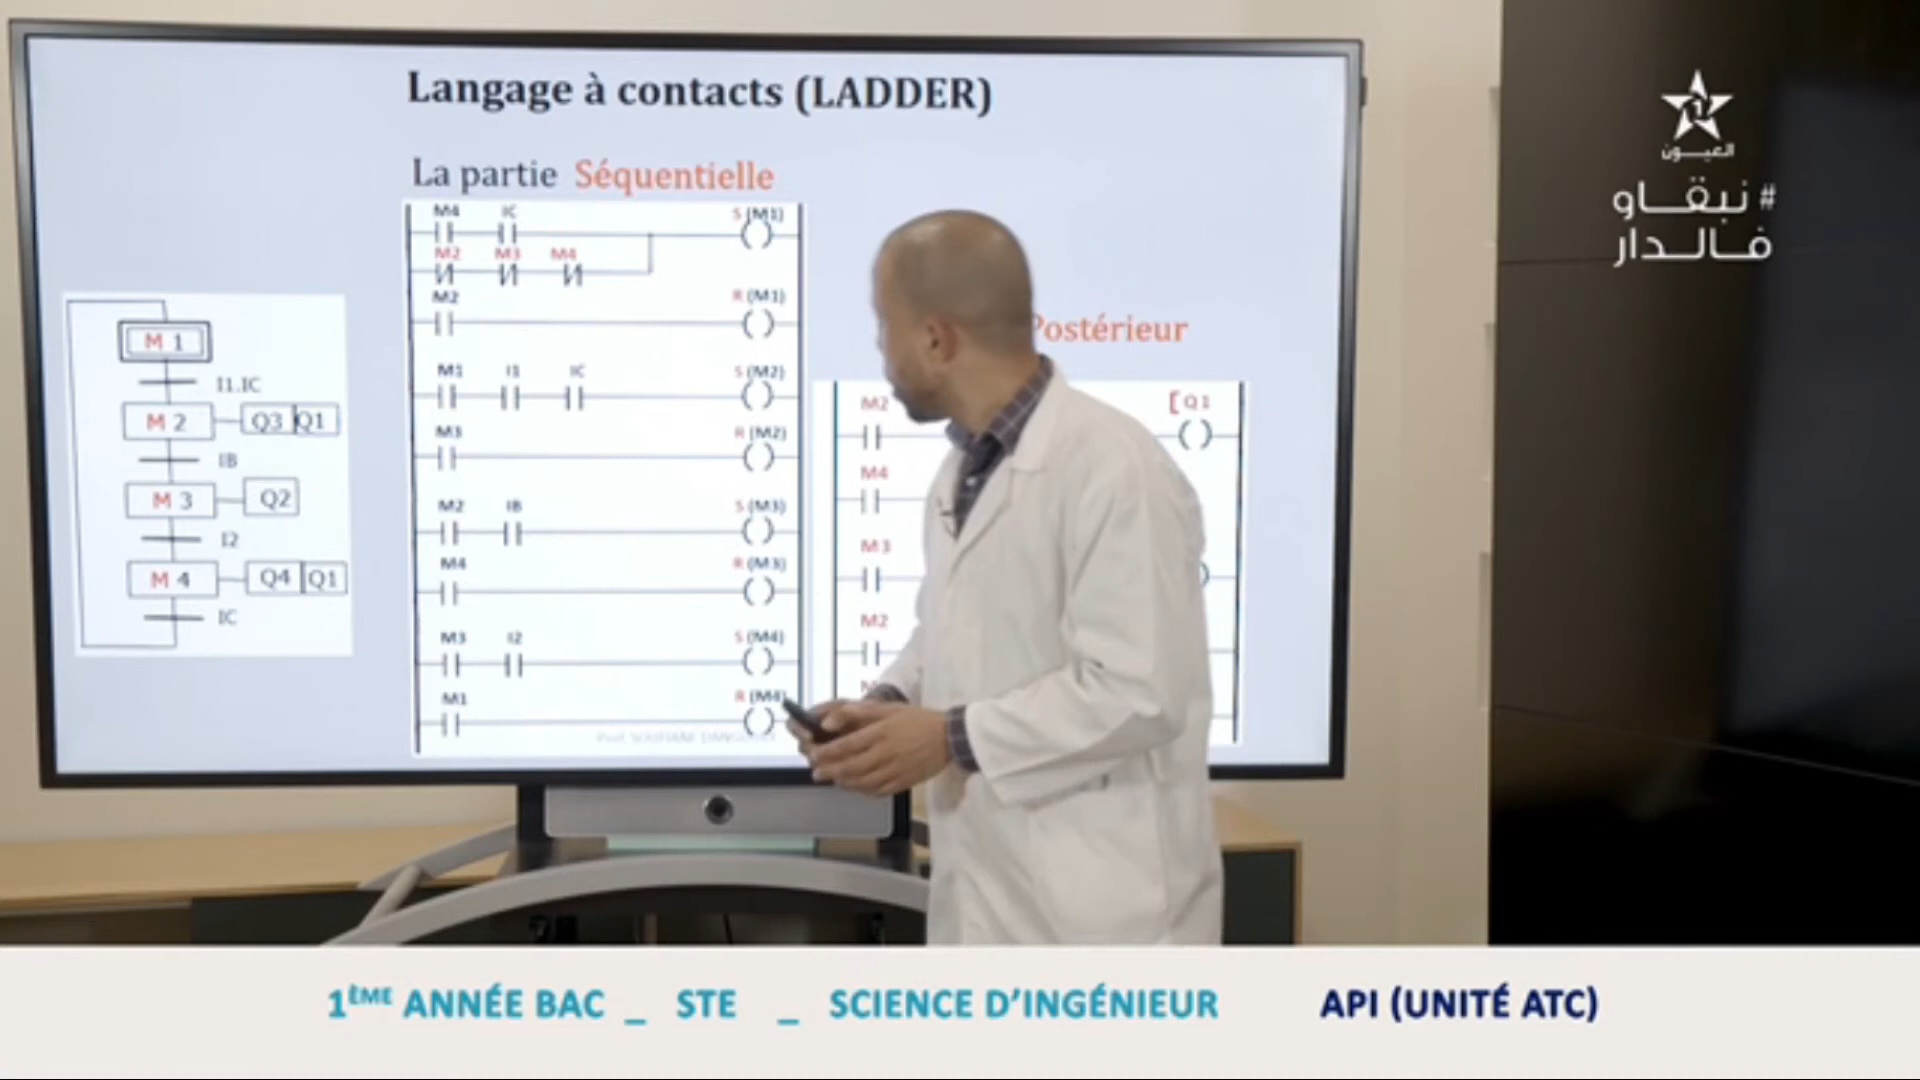 Langage à contacts (LADDER)
La partie Séquentielle
M4 IC S (M1)
M2 M3 M4
M2 R (M1)
M1 I1 IC S (M2)
M3 R (M2)
M2 IB S (M3)
M4 R (M3)
M3 I2 S (M4)
M1 R (M4)
M 1
I1.IC
M 2 Q3 Q1
IB
M 3 Q2
I2
M 4 Q4 Q1
IC
Postérieur
M2 [Q1
M4
M3
M2
العيون
#نبقاو
فالدار
1ÈME ANNÉE BAC _ STE _ SCIENCE D'INGÉNIEUR API (UNITÉ ATC)